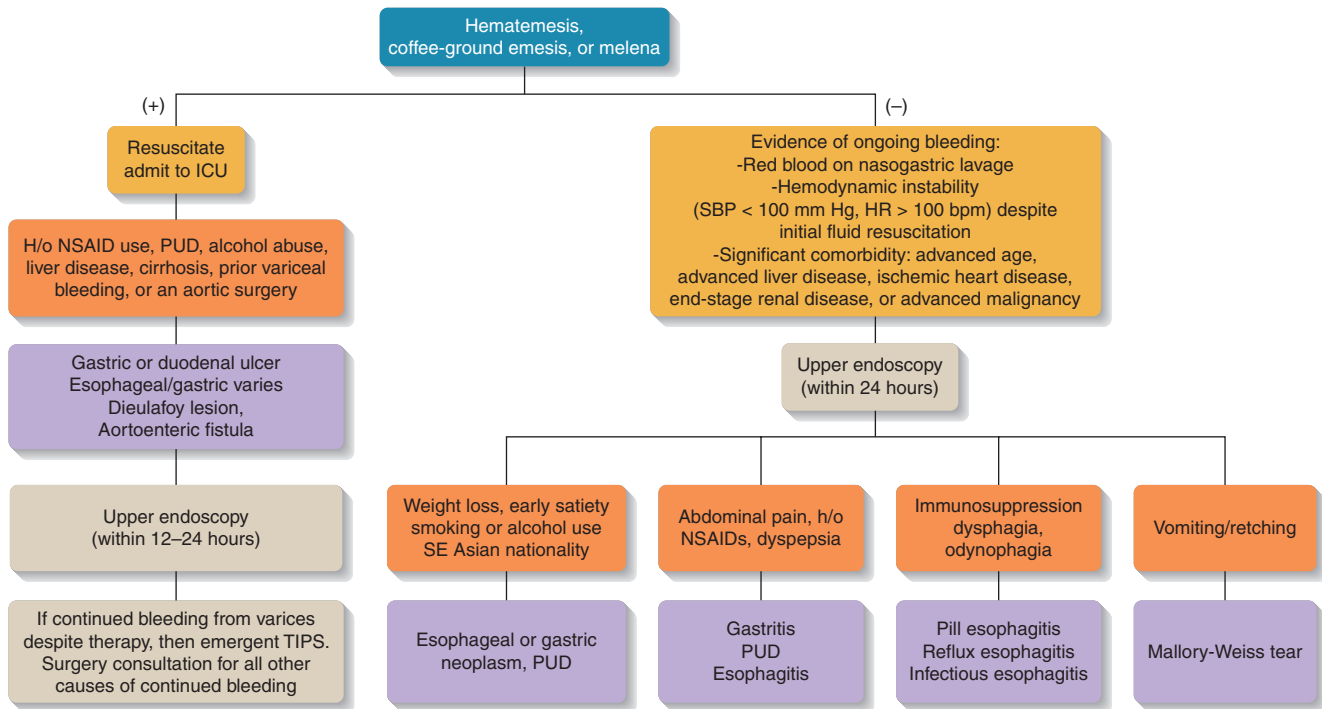 Hematemesis,
coffee-ground emesis, or melena
(+)
(–)
Resuscitate
admit to ICU
H/o NSAID use, PUD, alcohol abuse,
liver disease, cirrhosis, prior variceal
bleeding, or an aortic surgery
Gastric or duodenal ulcer
Esophageal/gastric varies
Dieulafoy lesion,
Aortoenteric fistula
Upper endoscopy
(within 12–24 hours)
If continued bleeding from varices
despite therapy, then emergent TIPS.
Surgery consultation for all other
causes of continued bleeding
Evidence of ongoing bleeding:
-Red blood on nasogastric lavage
-Hemodynamic instability
(SBP < 100 mm Hg, HR > 100 bpm) despite
initial fluid resuscitation
-Significant comorbidity: advanced age,
advanced liver disease, ischemic heart disease,
end-stage renal disease, or advanced malignancy
Upper endoscopy
(within 24 hours)
Weight loss, early satiety
smoking or alcohol use
SE Asian nationality
Esophageal or gastric
neoplasm, PUD
Abdominal pain, h/o
NSAIDs, dyspepsia
Gastritis
PUD
Esophagitis
Immunosuppression
dysphagia,
odynophagia
Pill esophagitis
Reflux esophagitis
Infectious esophagitis
Vomiting/retching
Mallory-Weiss tear